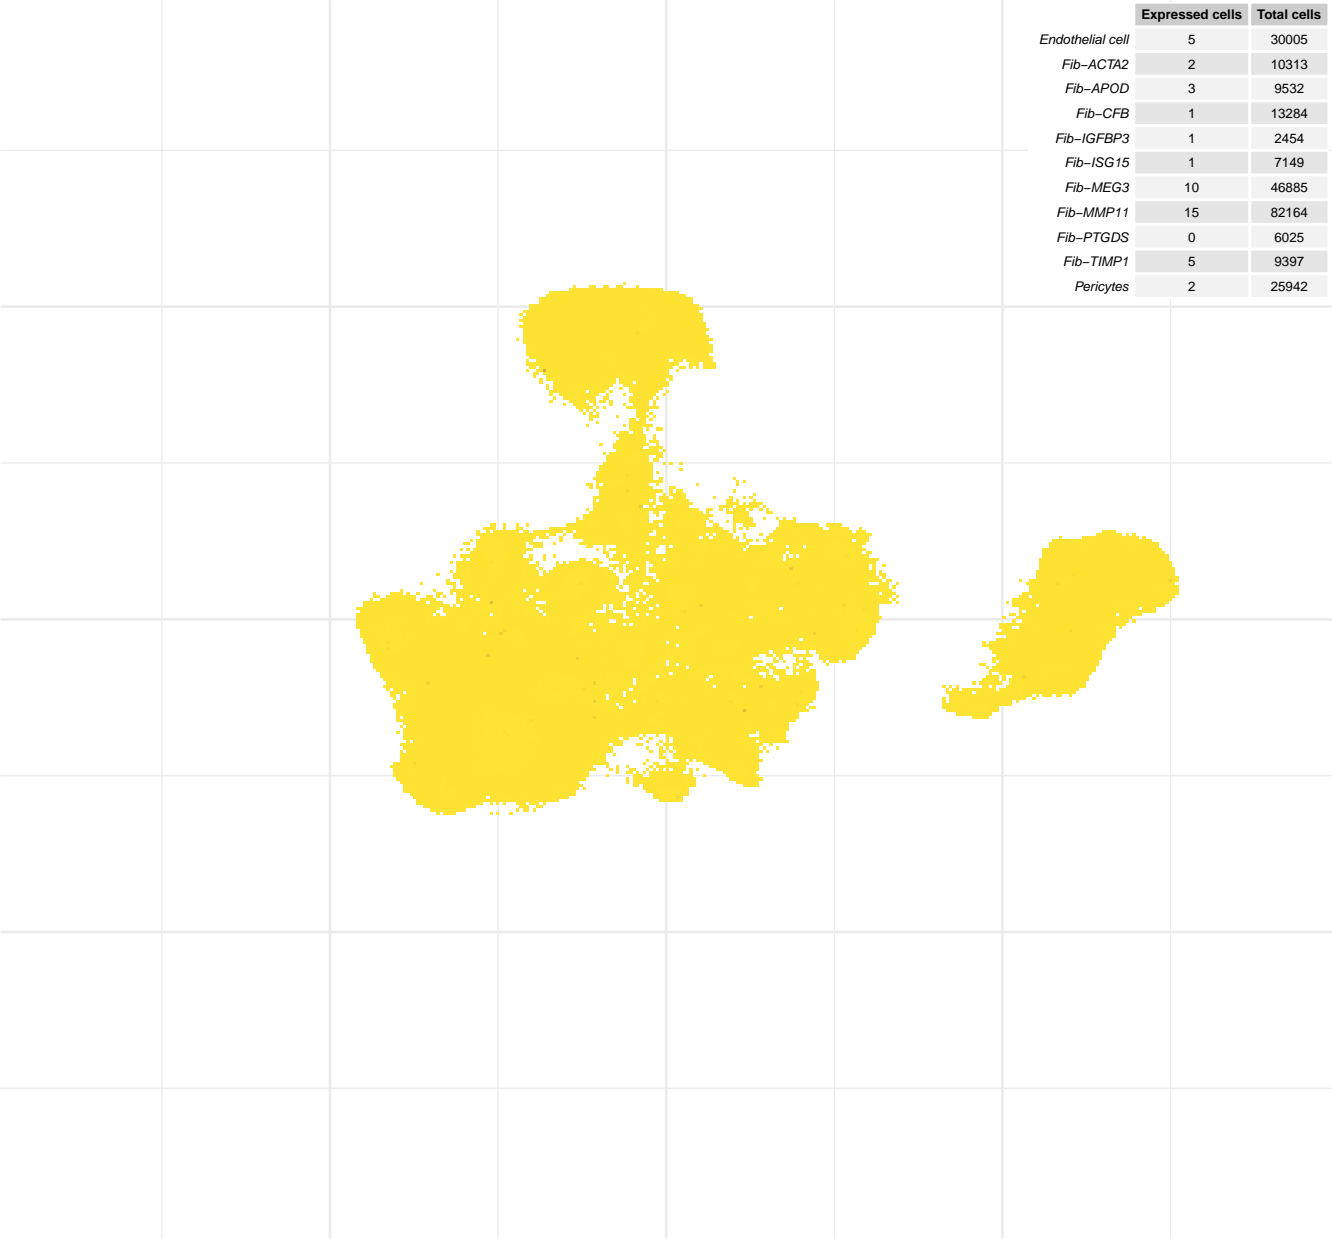 Expressed cells Total cells
Endothelial cell 5 30005
Fib−ACTA2 2 10313
Fib−APOD 3 9532
Fib−CFB 1 13284
Fib−IGFBP3 1 2454
Fib−ISG15 1 7149
Fib−MEG3 10 46885
Fib−MMP11 15 82164
Fib−PTGDS 0 6025
Fib−TIMP1 5 9397
Pericytes 2 25942